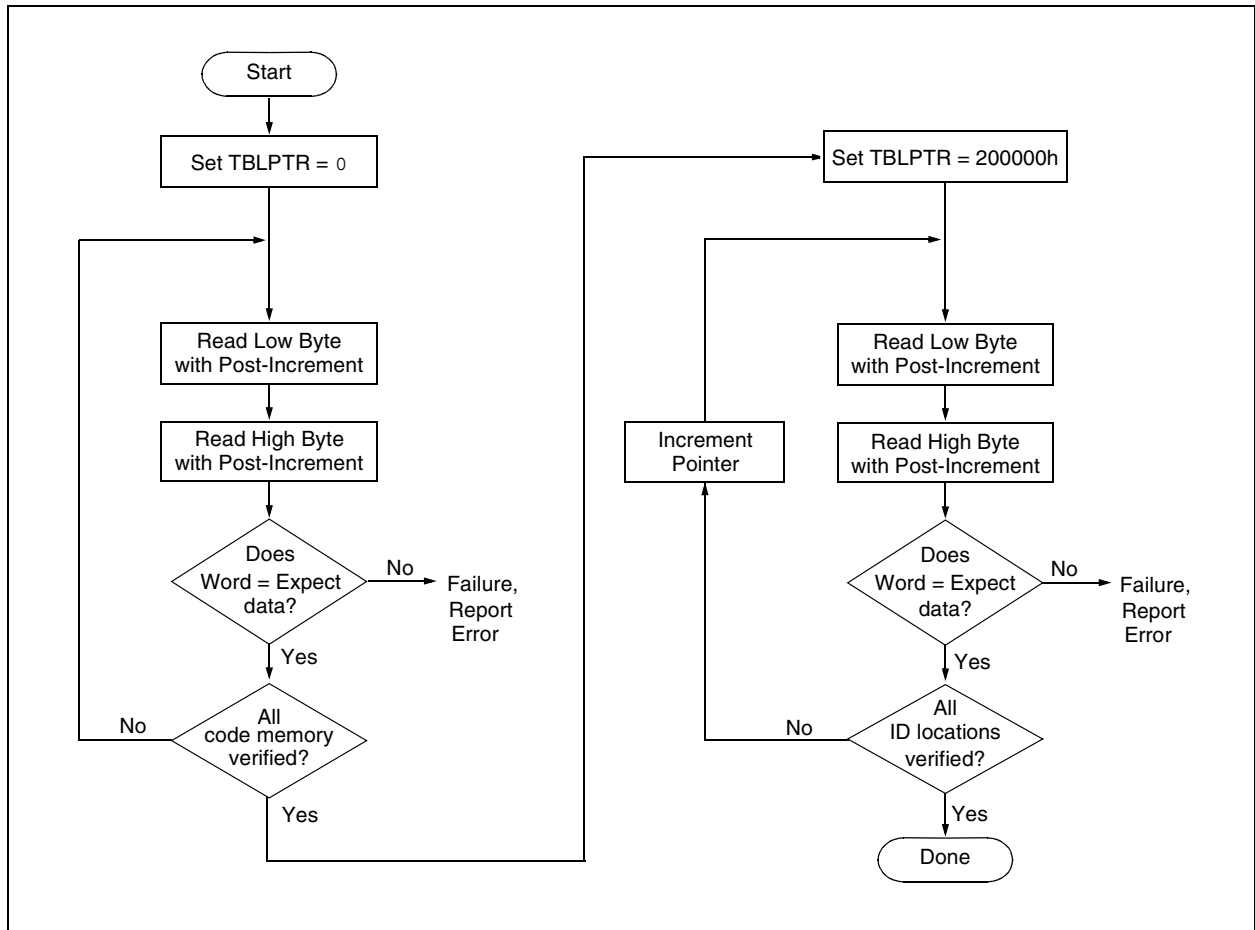 Start
Set TBLPTR = 0
Read Low Byte
with Post-Increment
Read High Byte
with Post-Increment
Does
Word = Expect
data?
No
Failure,
Report
Error
Yes
All
code memory
verified?
No
Yes
Set TBLPTR = 200000h
Read Low Byte
with Post-Increment
Increment
Pointer
Read High Byte
with Post-Increment
Does
Word = Expect
data?
No
Failure,
Report
Error
Yes
All
ID locations
verified?
No
Yes
Done